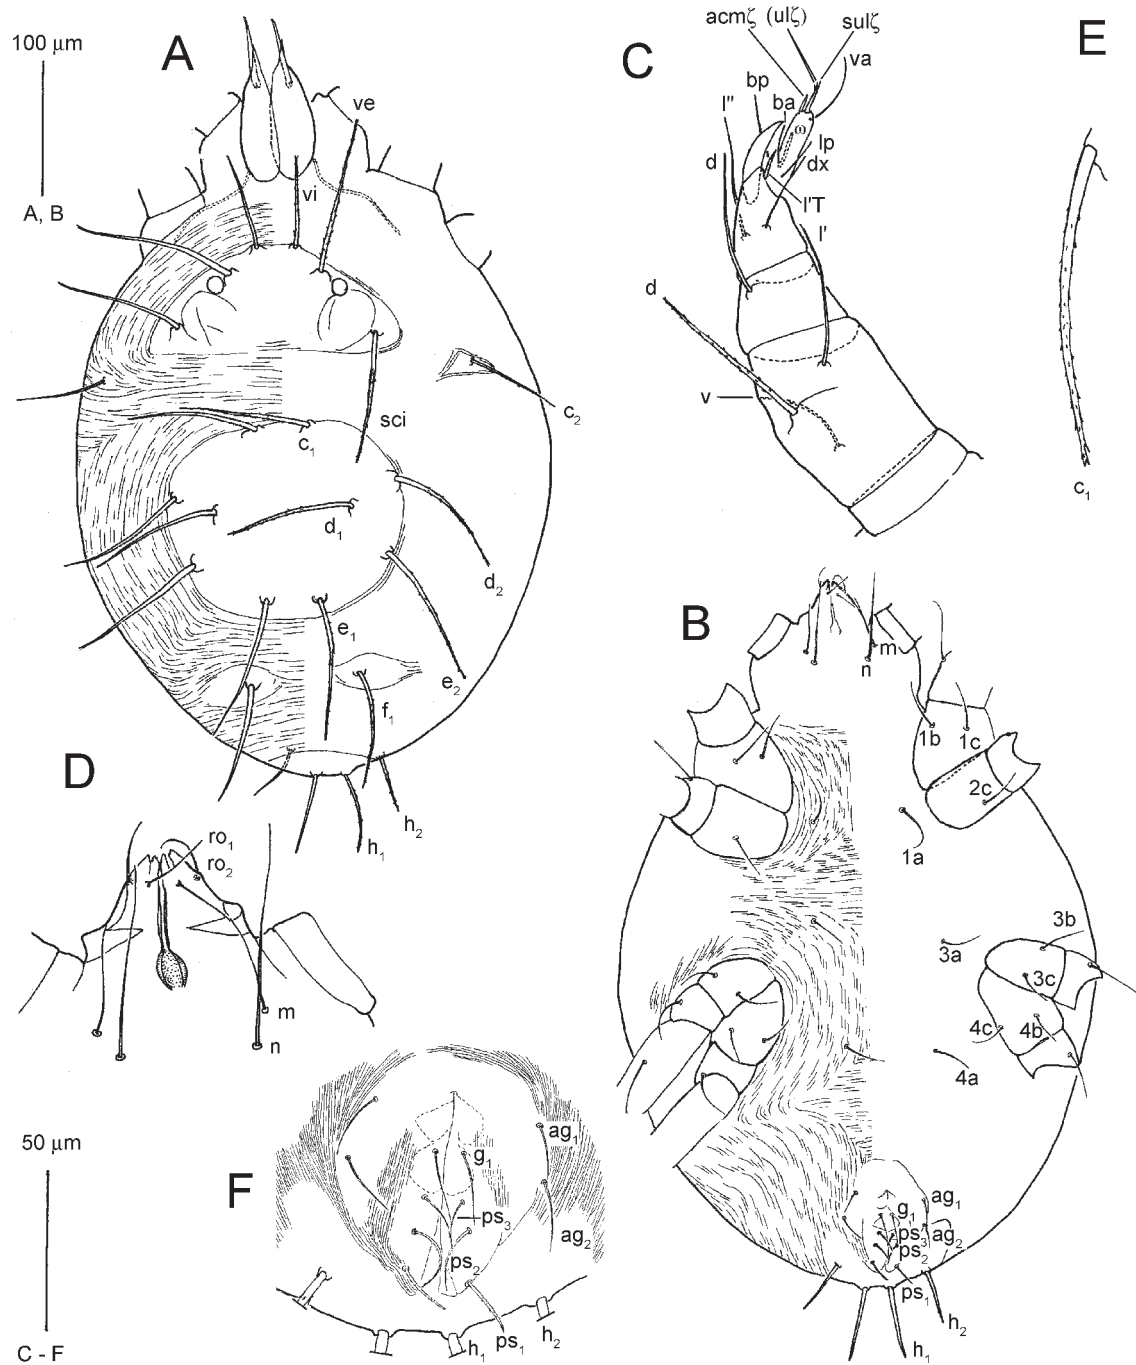 100 µm
A, B
A
ve
vi
sci
c₁
c₂
d₁
d₂
e₁
e₂
f₁
h₁
h₂
C
acmζ (ulζ) sulζ
va
bp
ba
l''
ω
lp
d
dx
l'T
l'
d
v
E
c₁
B
m
n
1b
1c
2c
1a
3b
3a
3c
4c
4b
4a
ag₁
g₁
ps₃
ag₂
ps₂
ps₁
h₂
h₁
D
ro₁
ro₂
m
n
50 µm
C - F
F
ag₁
g₁
ps₃
ag₂
ps₂
h₁
ps₁
h₂